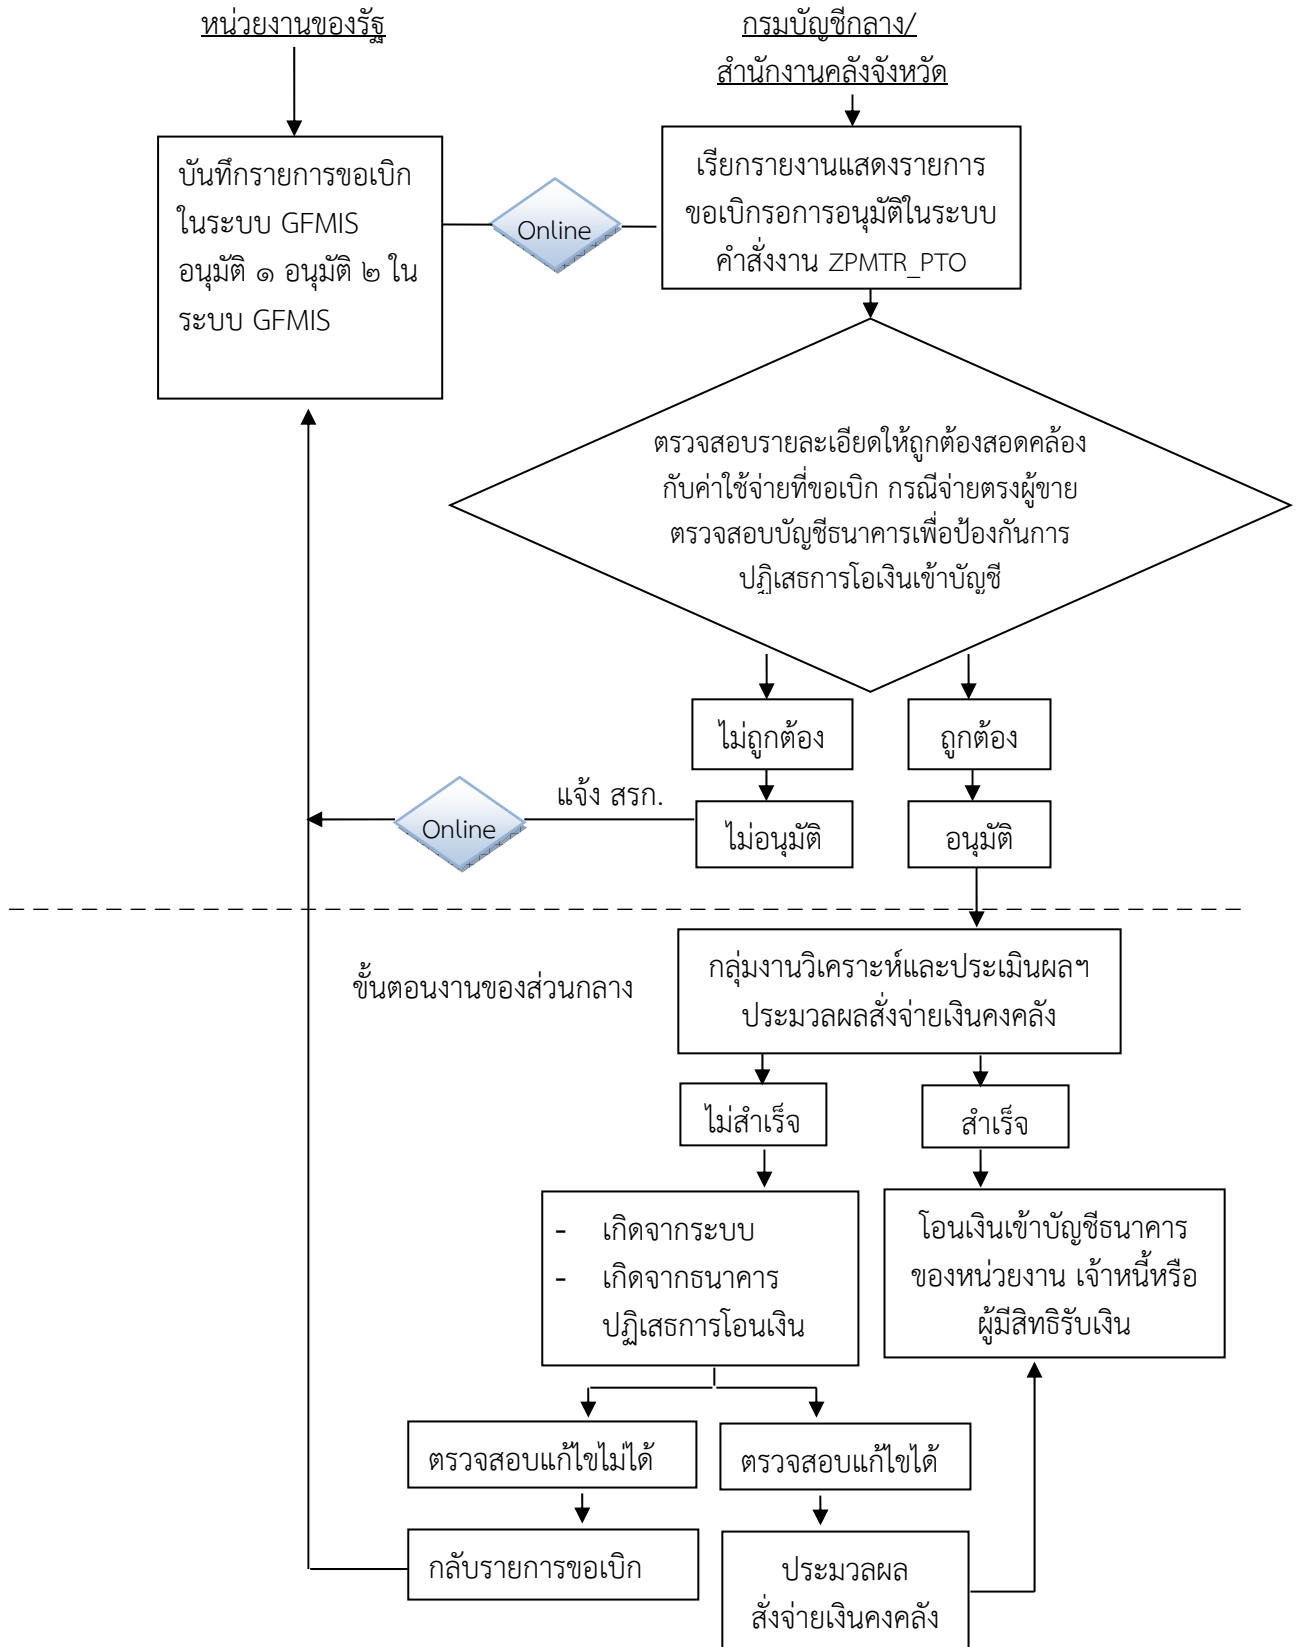 หน่วยงานของรัฐ
กรมบัญชีกลาง/
สำนักงานคลังจังหวัด
บันทึกรายการขอเบิก
ในระบบ GFMIS
อนุมัติ ๑ อนุมัติ ๒ ใน
ระบบ GFMIS
Online
เรียกรายงานแสดงรายการ
ขอเบิกรอการอนุมัติในระบบ
คำสั่งงาน ZPMTR_PTO
ตรวจสอบรายละเอียดให้ถูกต้องสอดคล้อง
กับค่าใช้จ่ายที่ขอเบิก กรณีจ่ายตรงผู้ขาย
ตรวจสอบบัญชีธนาคารเพื่อป้องกันการ
ปฏิเสธการโอเงินเข้าบัญชี
ไม่ถูกต้อง
ถูกต้อง
แจ้ง สรก.
Online
ไม่อนุมัติ
อนุมัติ
ขั้นตอนงานของส่วนกลาง
กลุ่มงานวิเคราะห์และประเมินผลฯ
ประมวลผลสั่งจ่ายเงินคงคลัง
ไม่สำเร็จ
สำเร็จ
- เกิดจากระบบ
- เกิดจากธนาคาร
ปฏิเสธการโอนเงิน
โอนเงินเข้าบัญชีธนาคาร
ของหน่วยงาน เจ้าหนี้หรือ
ผู้มีสิทธิรับเงิน
ตรวจสอบแก้ไขไม่ได้
ตรวจสอบแก้ไขได้
กลับรายการขอเบิก
ประมวลผล
สั่งจ่ายเงินคงคลัง